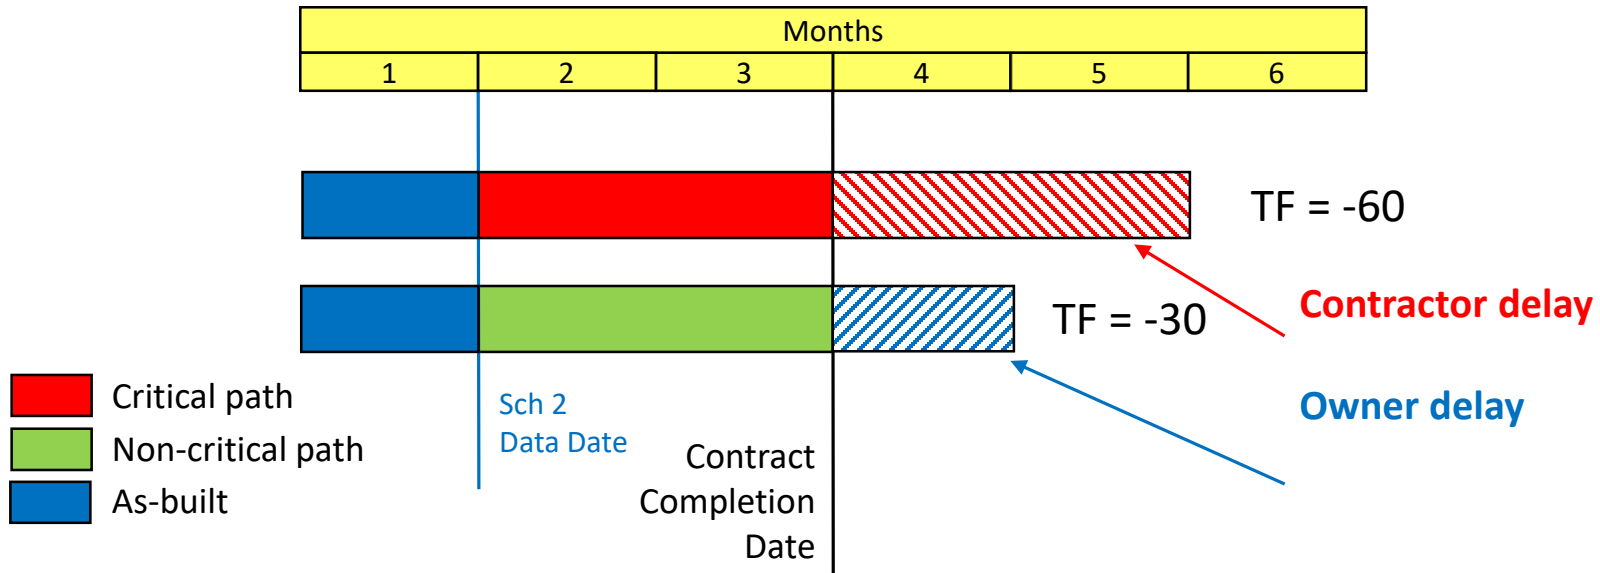 Months
1 2 3 4 5 6
TF = -60
Contractor delay
TF = -30
Owner delay
Critical path
Non-critical path
As-built
Sch 2
Data Date
Contract
Completion
Date